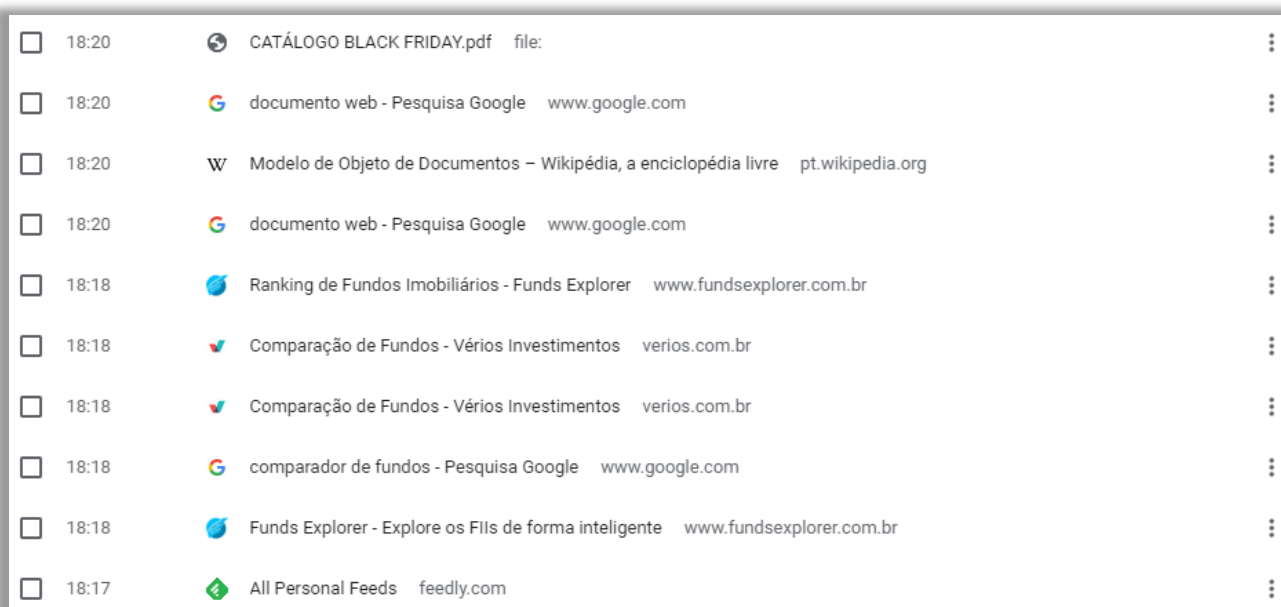 18:20 CATÁLOGO BLACK FRIDAY.pdf file:
18:20 documento web - Pesquisa Google www.google.com
18:20 W Modelo de Objeto de Documentos – Wikipédia, a enciclopédia livre pt.wikipedia.org
18:20 documento web - Pesquisa Google www.google.com
18:18 Ranking de Fundos Imobiliários - Funds Explorer www.fundsexplorer.com.br
18:18 Comparação de Fundos - Vérios Investimentos verios.com.br
18:18 Comparação de Fundos - Vérios Investimentos verios.com.br
18:18 comparador de fundos - Pesquisa Google www.google.com
18:18 Funds Explorer - Explore os FIIs de forma inteligente www.fundsexplorer.com.br
18:17 All Personal Feeds feedly.com